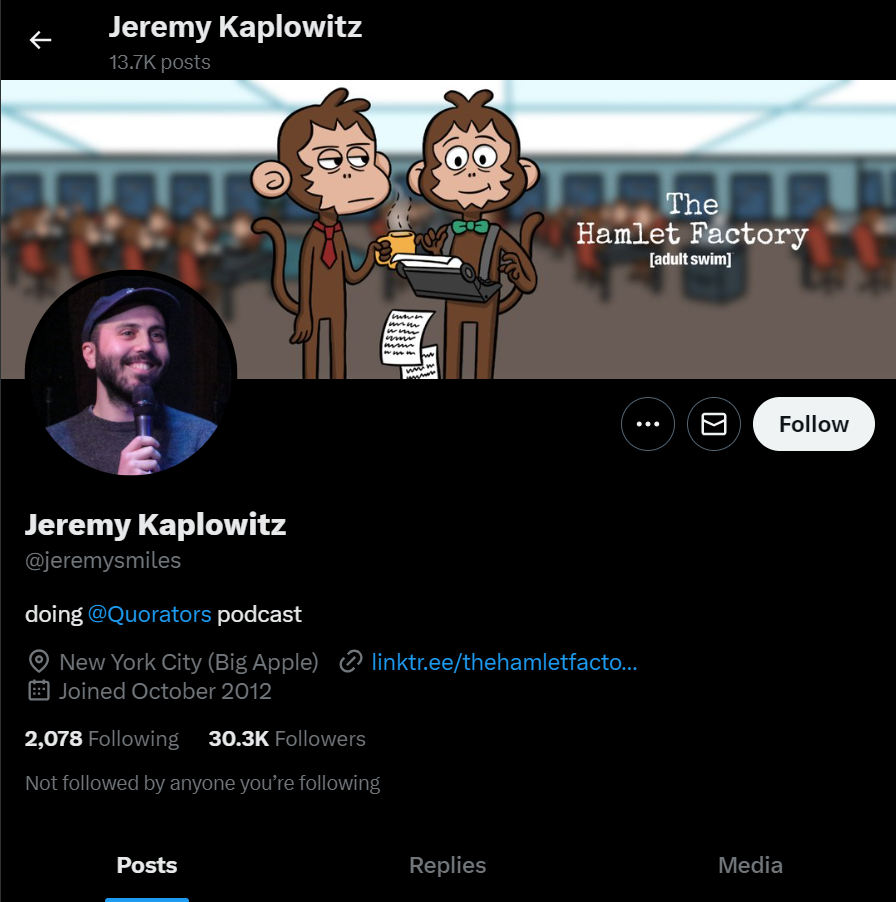 Jeremy Kaplowitz
13.7K posts
The
Hamlet Factory
[adult swim]
Follow
Jeremy Kaplowitz
@jeremysmiles
doing @Quorators podcast
New York City (Big Apple) linktr.ee/thehamletfacto…
Joined October 2012
2,078 Following 30.3K Followers
Not followed by anyone you’re following
Posts Replies Media